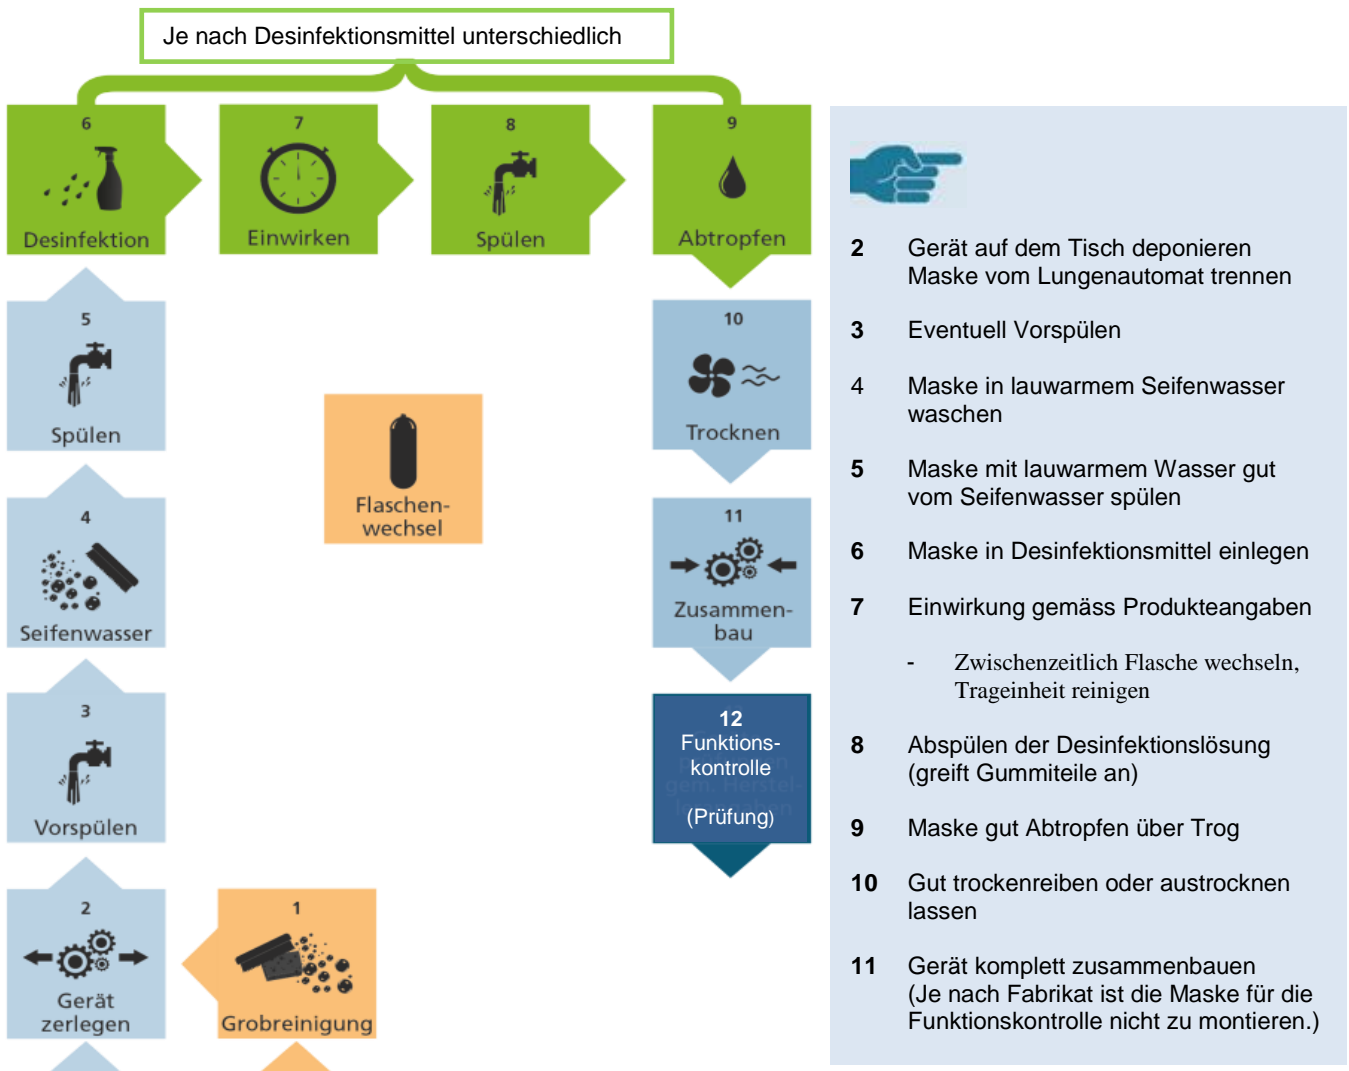 Je nach Desinfektionsmittel unterschiedlich
6
Desinfektion
7
Einwirken
8
Spülen
9
Abtropfen
5
Spülen
10
Trocknen
4
Seifenwasser
Flaschen-
wechsel
11
Zusammen-
bau
3
Vorspülen
12
Funktions-
kontrolle
(Prüfung)
2
Gerät
zerlegen
1
Grobreinigung
2 Gerät auf dem Tisch deponieren
Maske vom Lungenautomat trennen
3 Eventuell Vorspülen
4 Maske in lauwarmem Seifenwasser
waschen
5 Maske mit lauwarmem Wasser gut
vom Seifenwasser spülen
6 Maske in Desinfektionsmittel einlegen
7 Einwirkung gemäss Produkteangaben
- Zwischenzeitlich Flasche wechseln,
Trageinheit reinigen
8 Abspülen der Desinfektionslösung
(greift Gummiteile an)
9 Maske gut Abtropfen über Trog
10 Gut trockenreiben oder austrocknen
lassen
11 Gerät komplett zusammenbauen
(Je nach Fabrikat ist die Maske für die
Funktionskontrolle nicht zu montieren.)